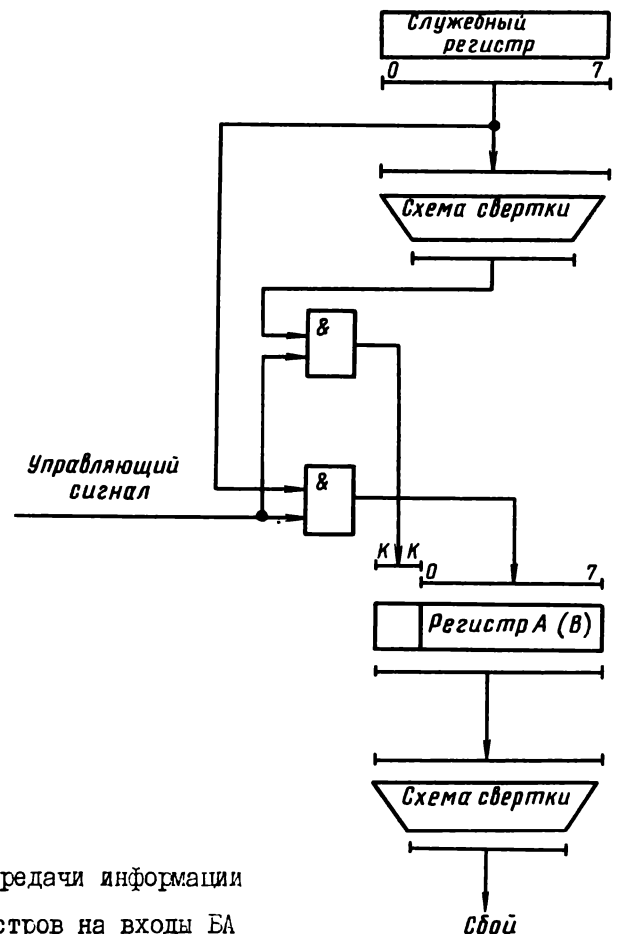 Служебный
регистр
0 7
Схема свертки
&
Управляющий
сигнал
&
К К
0 7
Регистр А (В)
Схема свертки
редачи информации
стров на входы БА
Сбой